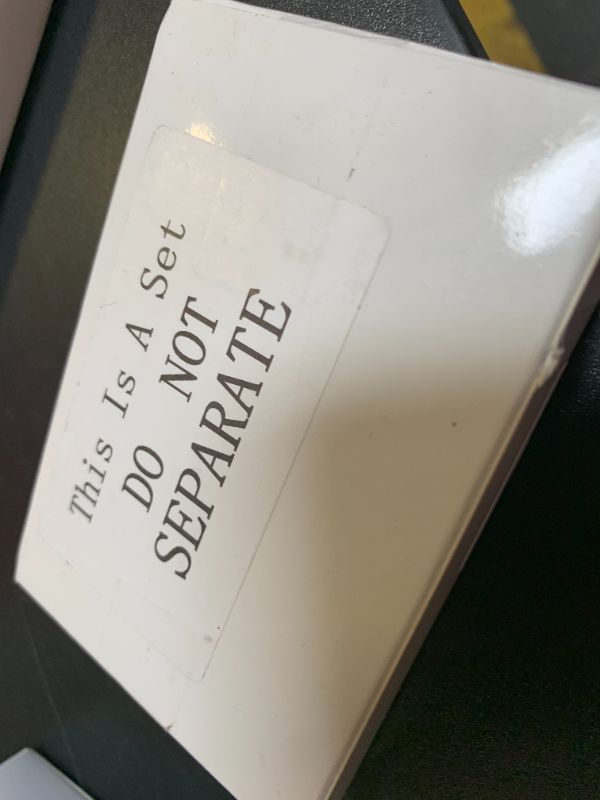 This Is A Set
DO NOT
SEPARATE